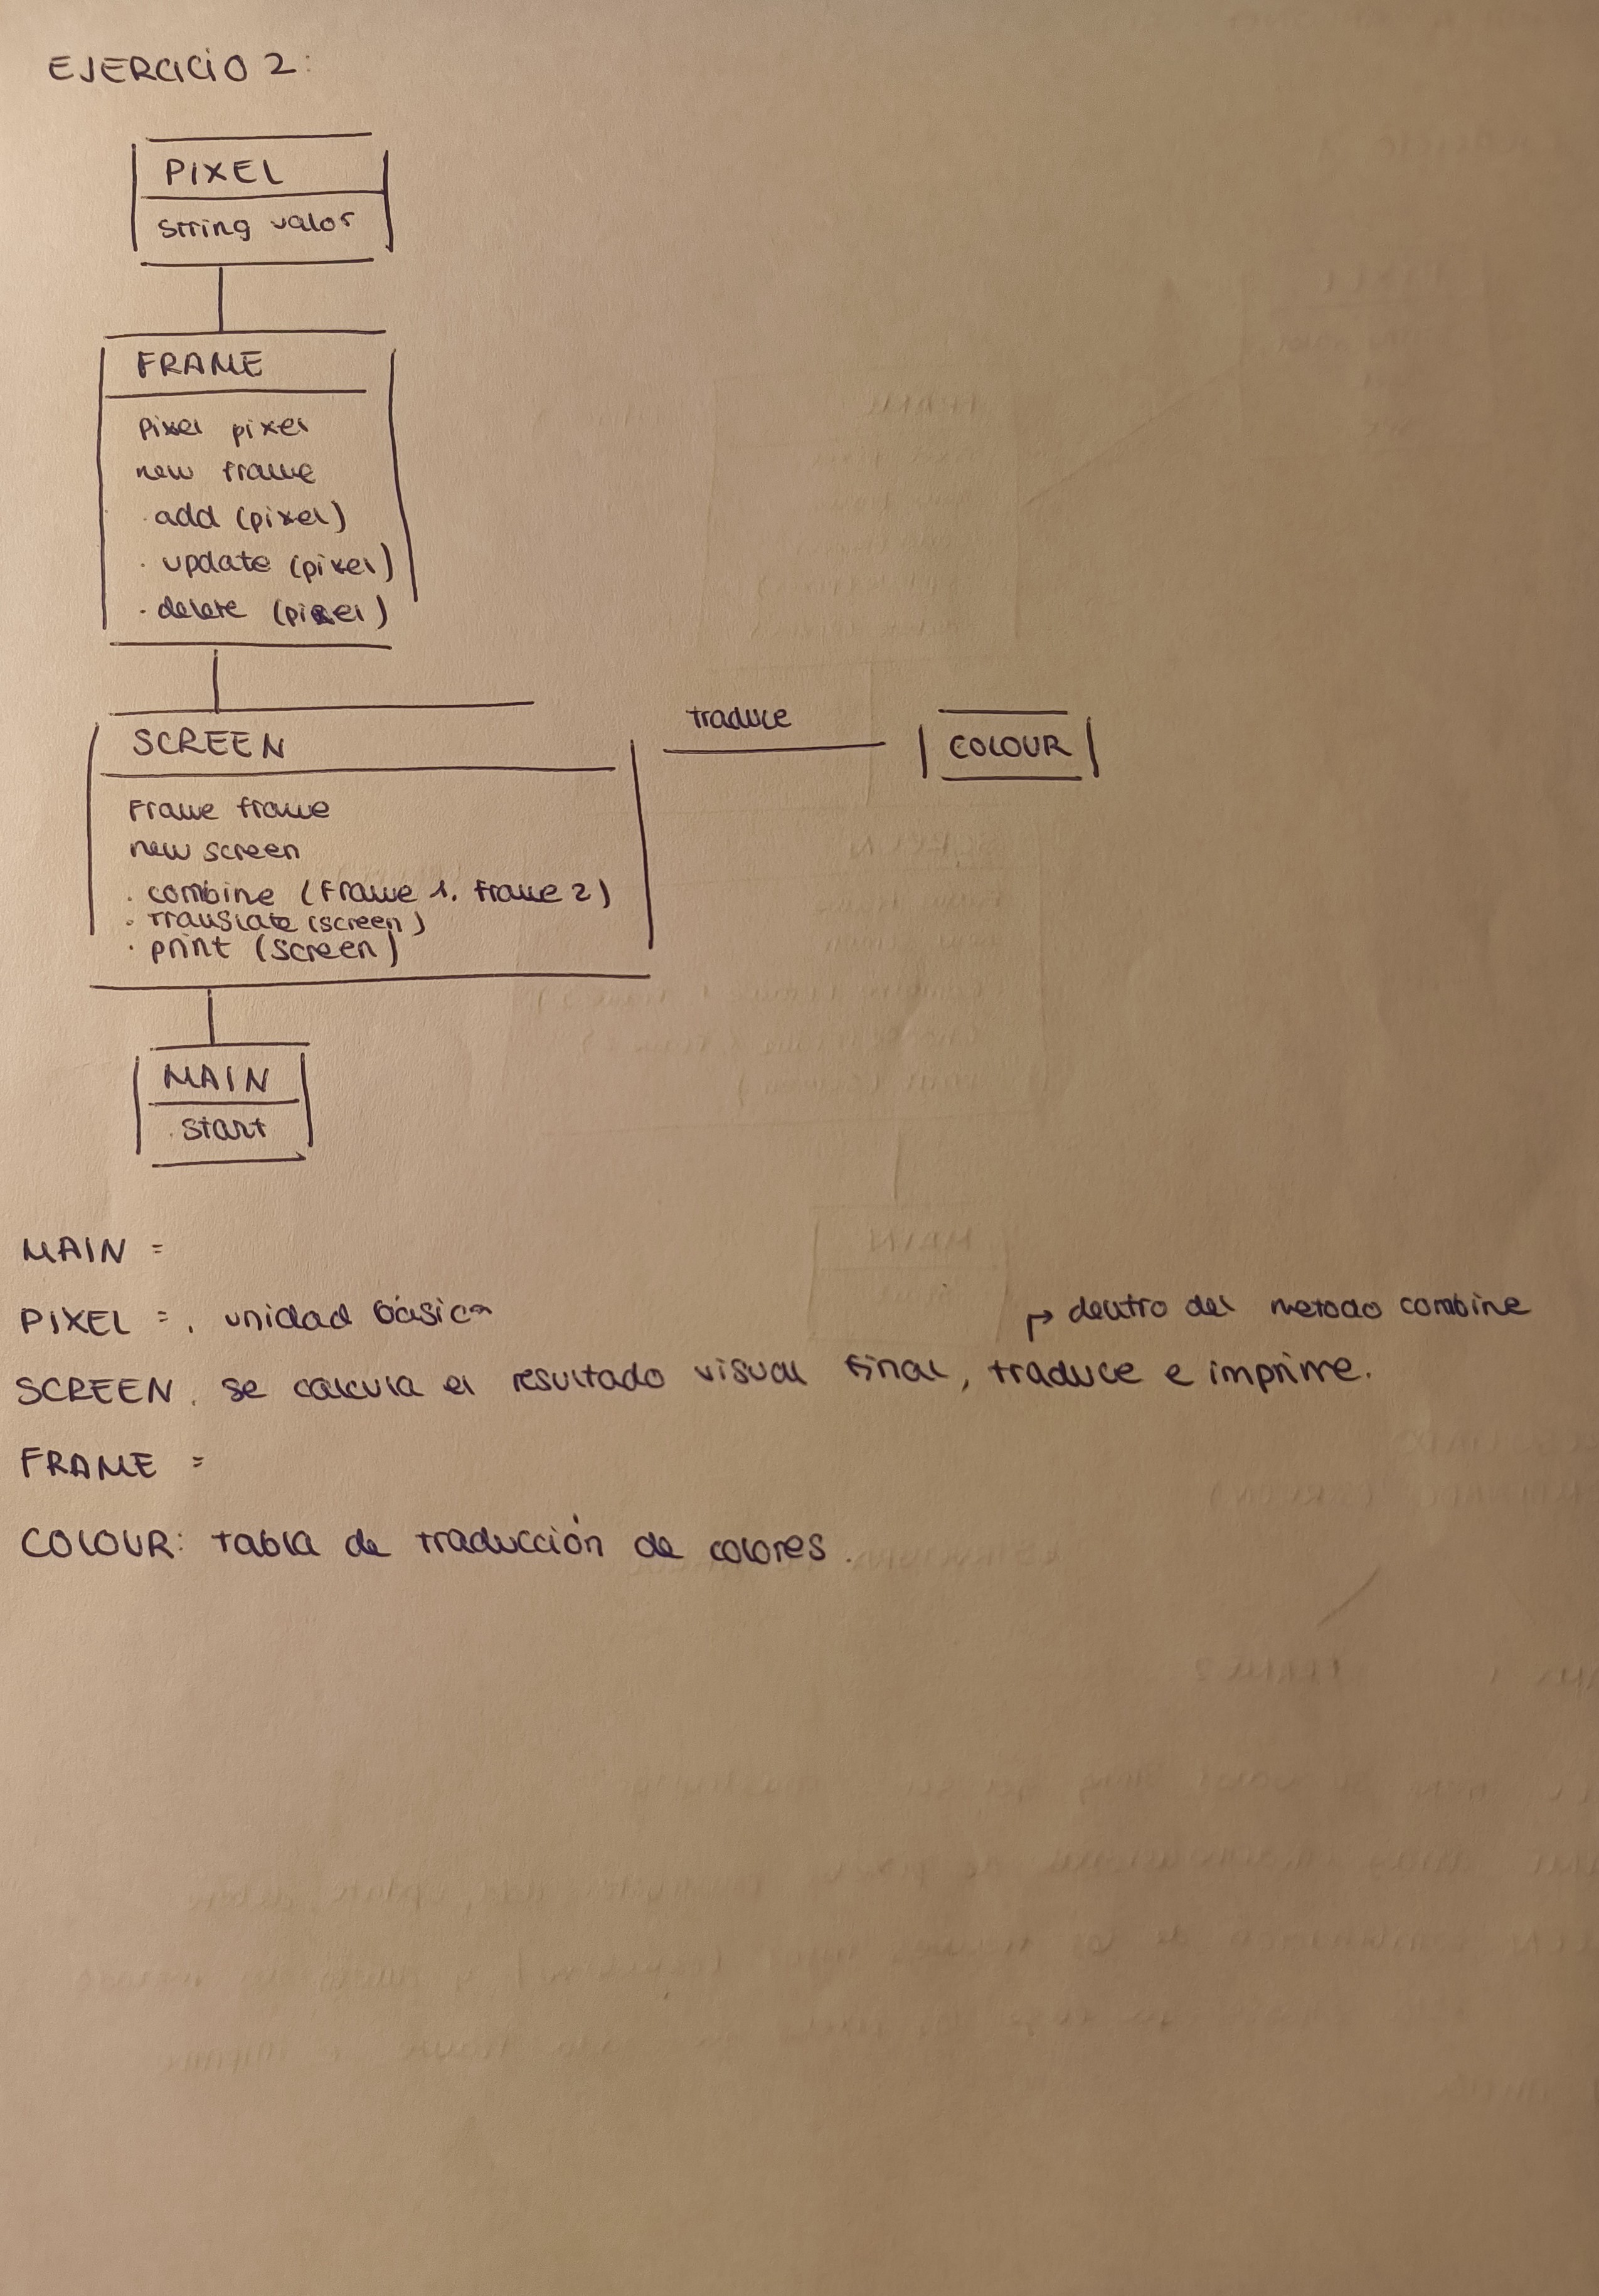 EJERCICIO 2:
PIXEL
String valor
FRAME
Pixel pixel
new frame
. add (pixel)
. update (pixel)
. delete (pixel)
SCREEN
traduce
COLOUR
Frame frame
new screen
. combine (Frame 1, Frame 2)
. translate (screen)
. print (screen)
MAIN
. start
MAIN =
PIXEL = . unidad básica
→ dentro del metodo combine
SCREEN . se calcula el resultado visual final, traduce e imprime.
FRAME =
COLOUR: tabla de traducción de colores.